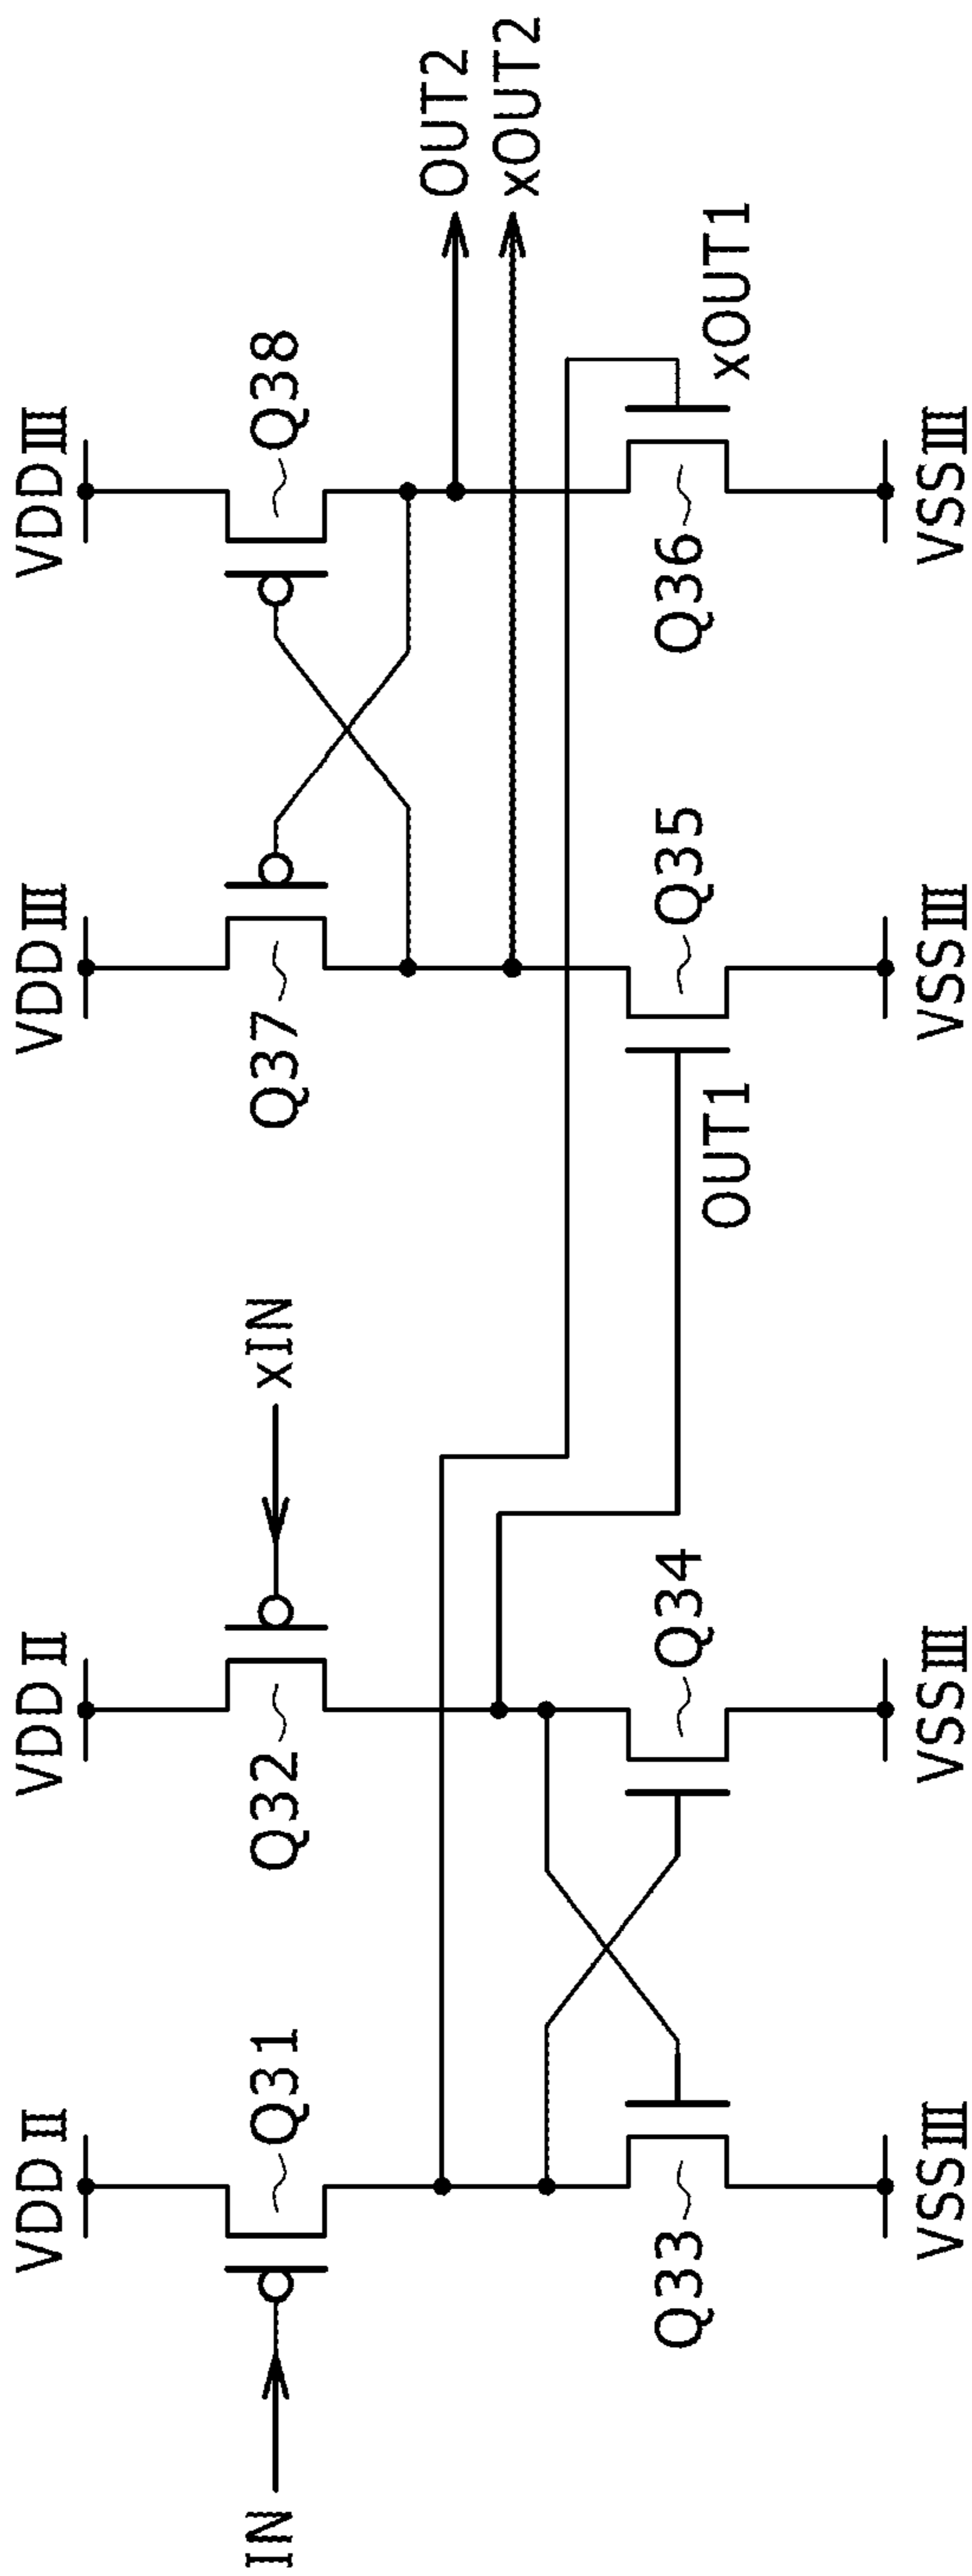 VDDⅡ
VDDⅡ
VDDⅢ
VDDⅢ
IN
Q31
Q32
xIN
Q37
Q38
OUT2
xOUT2
Q33
Q34
OUT1
Q35
Q36
xOUT1
VSSⅢ
VSSⅢ
VSSⅢ
VSSⅢ